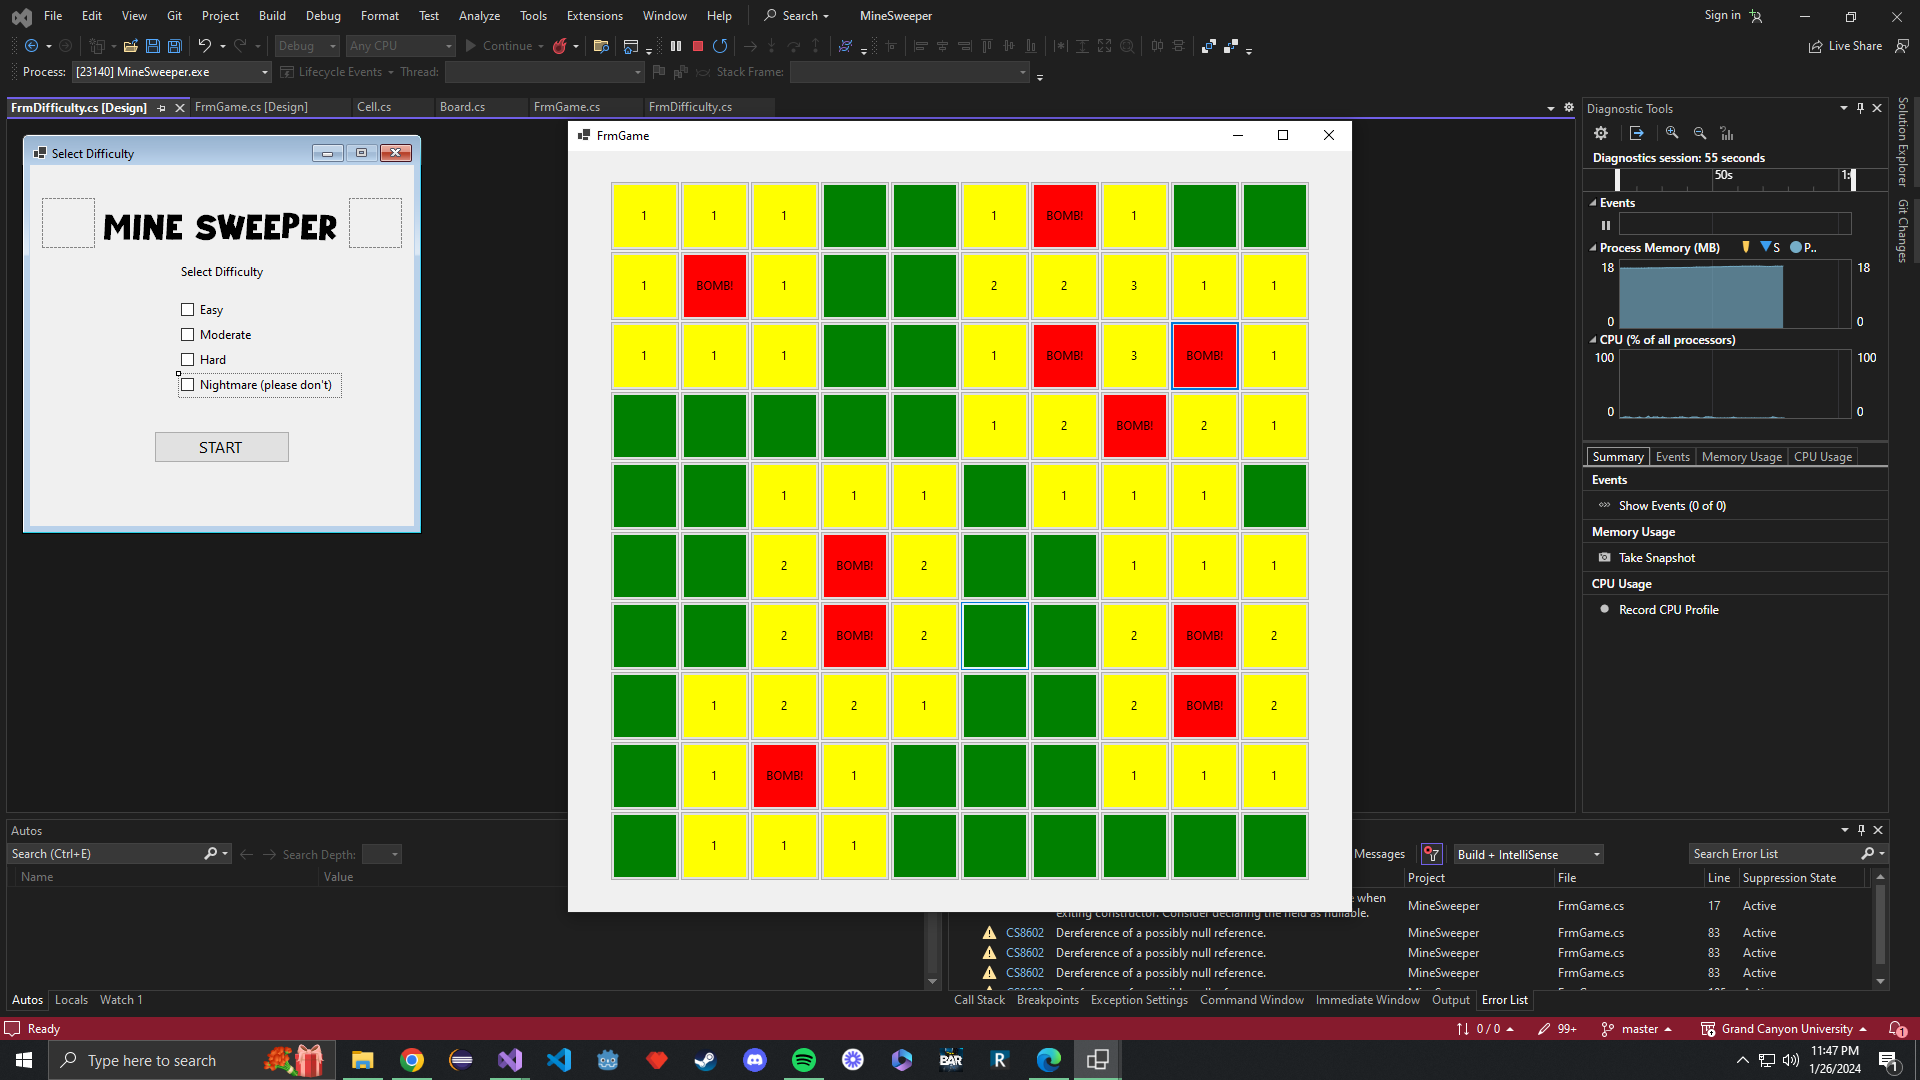 File Edit View Git Project Build Debug Format Test Analyze Tools Extensions Window Help Search MineSweeper Sign in
Debug Any CPU Continue Live Share
Process: [23140] MineSweeper.exe Lifecycle Events Thread: Stack Frame:
FrmDifficulty.cs [Design] FrmGame.cs [Design] Cell.cs Board.cs FrmGame.cs FrmDifficulty.cs
Select Difficulty
MINE SWEEPER
Select Difficulty
Easy
Moderate
Hard
Nightmare (please don't)
START
FrmGame
1 1 1 1 BOMB! 1
1 BOMB! 1 2 2 3 1 1
1 1 1 1 BOMB! 3 BOMB! 1
1 2 BOMB! 2 1
1 1 1 1 1 1
2 BOMB! 2 1 1 1
2 BOMB! 2 2 BOMB! 2
1 2 2 1 2 BOMB! 2
1 BOMB! 1 1 1 1
1 1 1
Diagnostic Tools
Diagnostics session: 55 seconds
50s 1:
Events
Process Memory (MB) S P..
18 18
0 0
CPU (% of all processors)
100 100
0 0
Summary Events Memory Usage CPU Usage
Events
Show Events (0 of 0)
Memory Usage
Take Snapshot
CPU Usage
Record CPU Profile
Solution Explorer
Git Changes
Autos
Search (Ctrl+E) Search Depth:
Name Value
Autos Locals Watch 1
Messages Build + IntelliSense Search Error List
Project File Line Suppression State
when
exiting constructor. Consider declaring the field as nullable. MineSweeper FrmGame.cs 17 Active
CS8602 Dereference of a possibly null reference. MineSweeper FrmGame.cs 83 Active
CS8602 Dereference of a possibly null reference. MineSweeper FrmGame.cs 83 Active
CS8602 Dereference of a possibly null reference. MineSweeper FrmGame.cs 83 Active
Call Stack Breakpoints Exception Settings Command Window Immediate Window Output Error List
Ready 0 / 0 99+ master Grand Canyon University 1
Type here to search BAR R 11:47 PM
1/26/2024 1